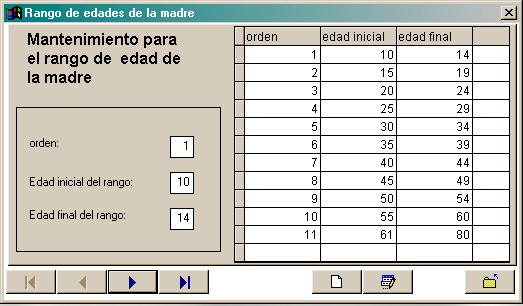 Rango de edades de la madre
Mantenimiento para
el rango de edad de
la madre
orden: 1
Edad inicial del rango: 10
Edad final del rango: 14
orden edad inicial edad final
1 10 14
2 15 19
3 20 24
4 25 29
5 30 34
6 35 39
7 40 44
8 45 49
9 50 54
10 55 60
11 61 80